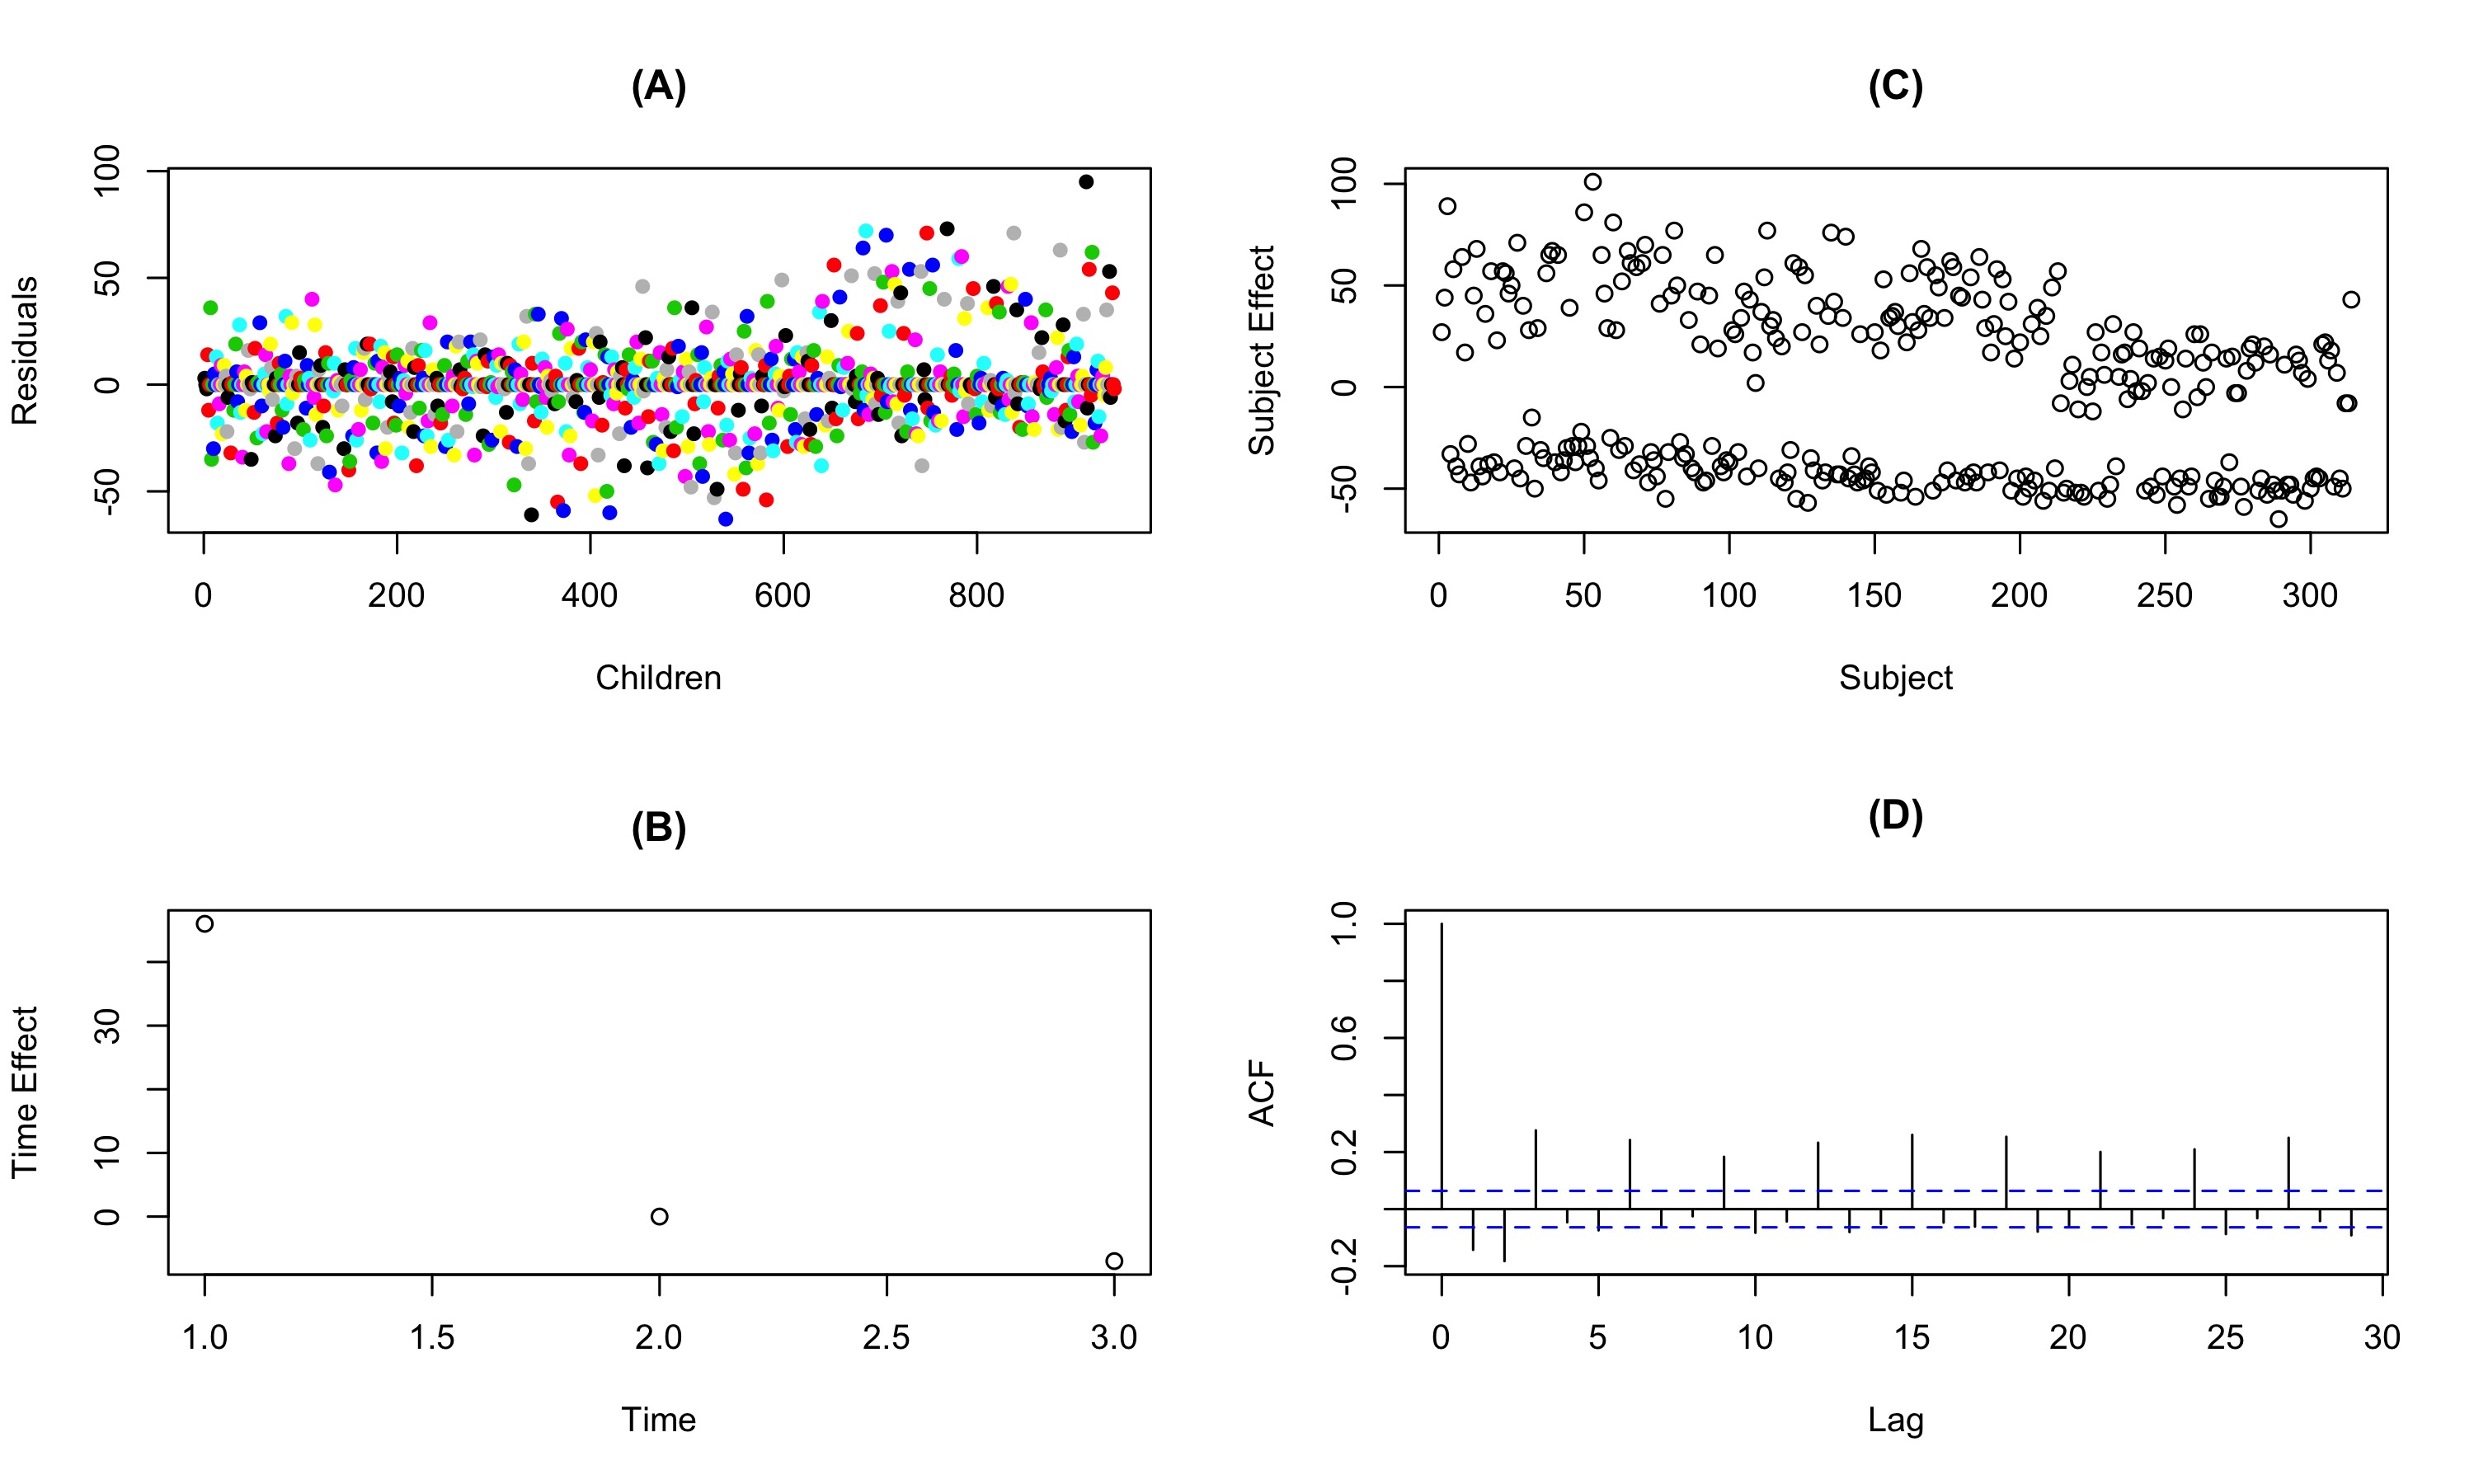 (A)
100
50
0
-50
Residuals
0 200 400 600 800
Children
(C)
100
50
0
-50
Subject Effect
0 50 100 150 200 250 300
Subject
(B)
30
10
0
Time Effect
1.0 1.5 2.0 2.5 3.0
Time
(D)
1.0
0.6
0.2
-0.2
ACF
0 5 10 15 20 25 30
Lag